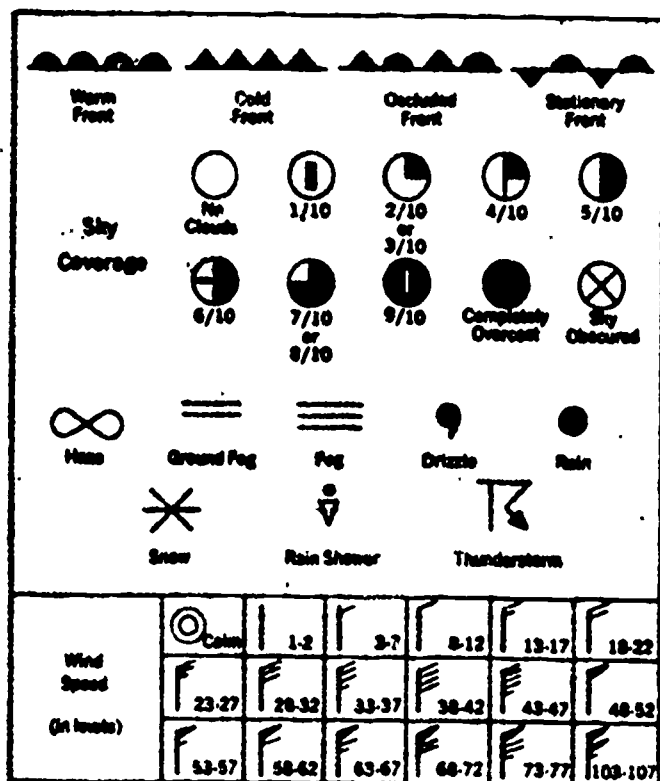 Warm Cold Occluded Stationary
Front Front Front Front
No Clouds
1/10
2/10 or 3/10
4/10
5/10
Sky Coverage
6/10
7/10 or 8/10
9/10
Completely Overcast
Sky Obscured
Haze Ground Fog Fog Drizzle Rain
Snow Rain Shower Thunderstorm
Wind Speed
Calm 1-2 3-7 8-12 13-17 18-22
23-27 28-32 33-37 38-42 43-47 48-52
53-57 58-62 63-67 68-72 73-77 103-107